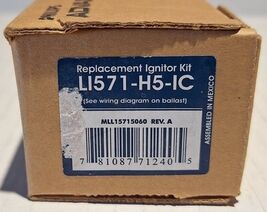 ADA
Replacement Ignitor Kit
LI571-H5-IC
(See wiring diagram on ballast)
MLL15715060 REV. A
7 81087 71240 5
ASSEMBLED IN MEXICO